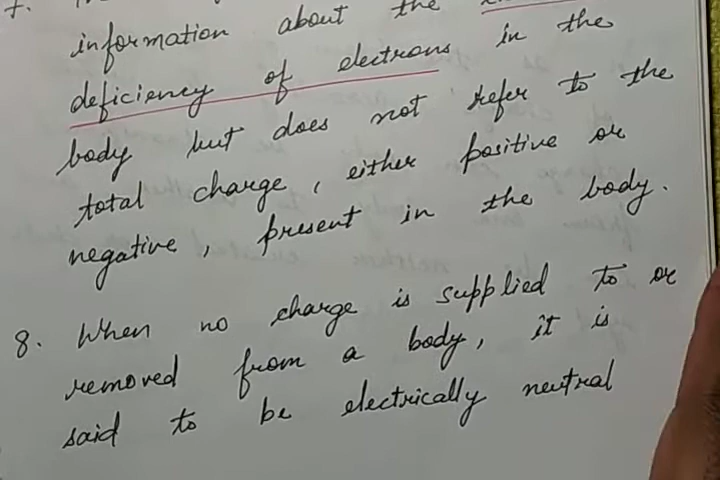 7.
information about the
deficiency of electrons in the
body but does not refer to the
total charge, either positive or
negative, present in the body.
8. When no charge is supplied to or
removed from a body, it is
said to be electrically neutral